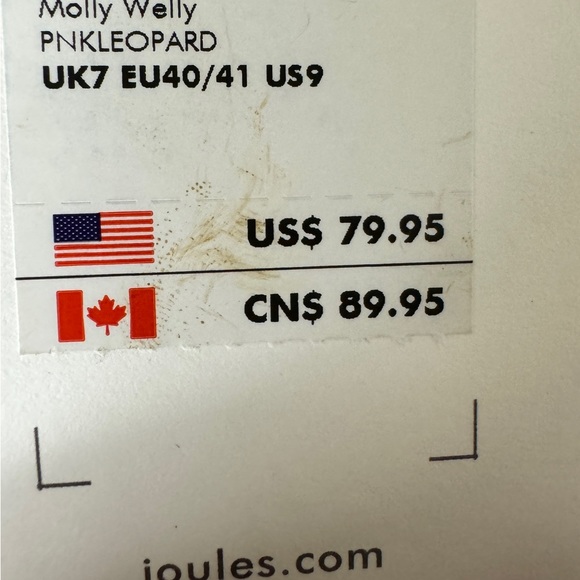 Molly Welly
PNKLEOPARD
UK7 EU40/41 US9
US$ 79.95
CN$ 89.95
joules.com